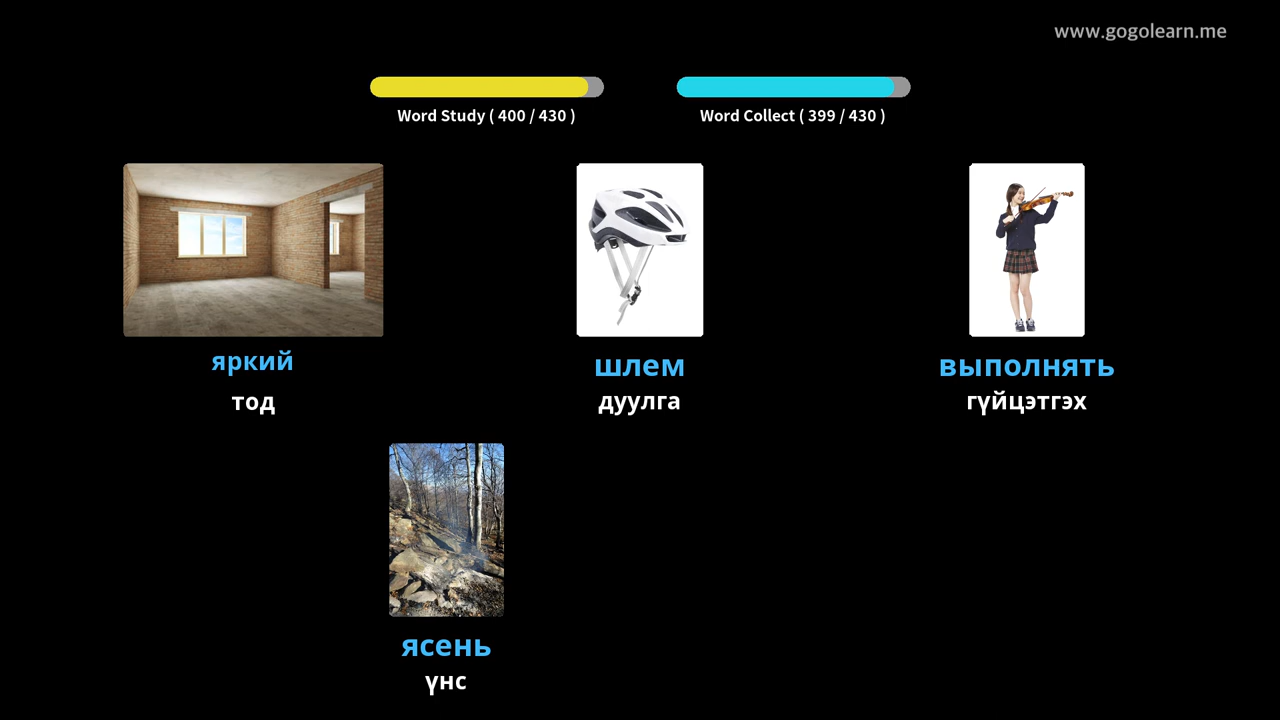 www.gogolearn.me
Word Study ( 400 / 430 )
Word Collect ( 399 / 430 )
яркий
тод
шлем
дуулга
выполнять
гүйцэтгэх
ясень
үнс